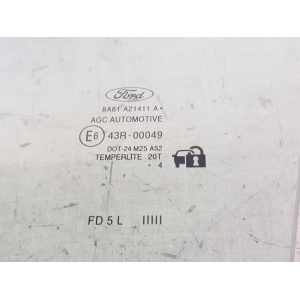 Ford
8A61 A21411 A •
AGC AUTOMOTIVE
E6 43R-00049
DOT-24 M25 AS2
TEMPERLITE 20T
• 4
FD 5 L IIIII